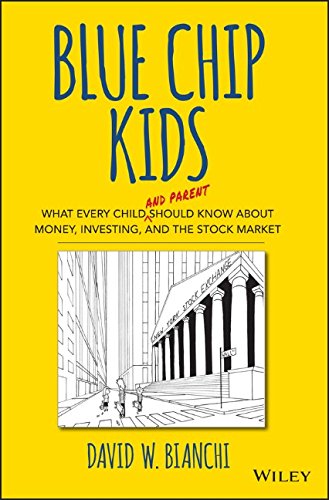 BLUE CHIP
KIDS
AND PARENT
WHAT EVERY CHILD SHOULD KNOW ABOUT
MONEY, INVESTING, AND THE STOCK MARKET
NEW YORK STOCK EXCHANGE
DAVID W. BIANCHI
WILEY